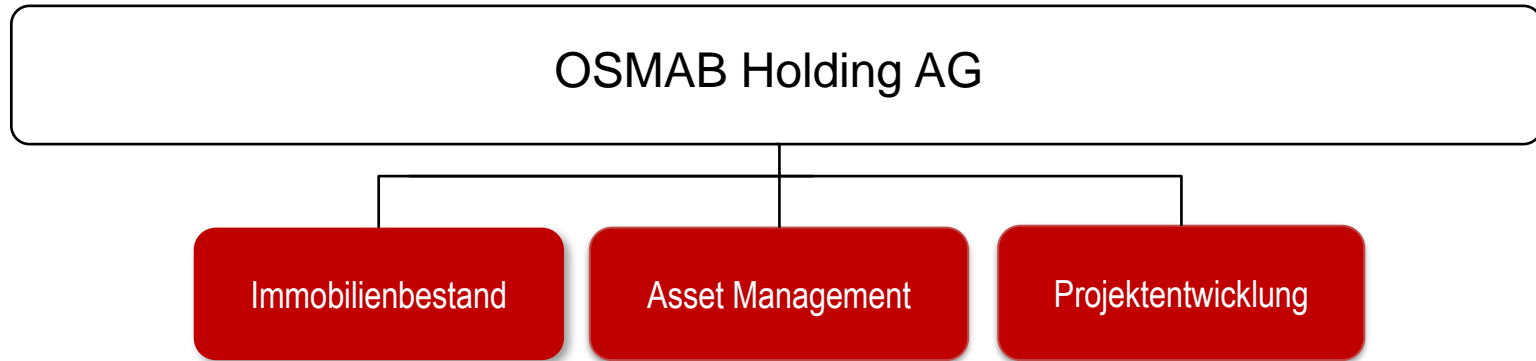 OSMAB Holding AG
Immobilienbestand
Asset Management
Projektentwicklung